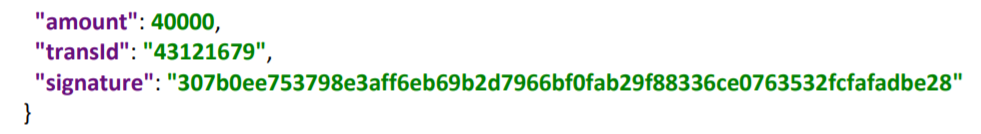 "amount": 40000,
"transId": "43121679",
"signature": "307b0ee753798e3aff6eb69b2d7966bf0fab29f88336ce0763532fcfafadbe28"
}